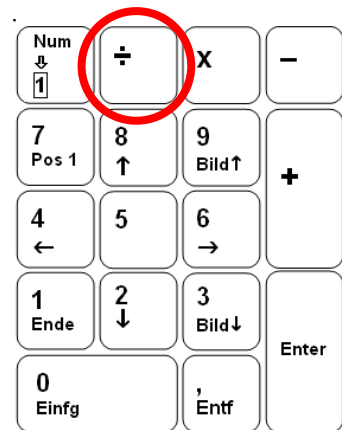 Num
⇩
1
÷
X
−
7
Pos 1
8
↑
9
Bild↑
+
4
←
5
6
→
1
Ende
2
↓
3
Bild↓
Enter
0
Einfg
,
Entf